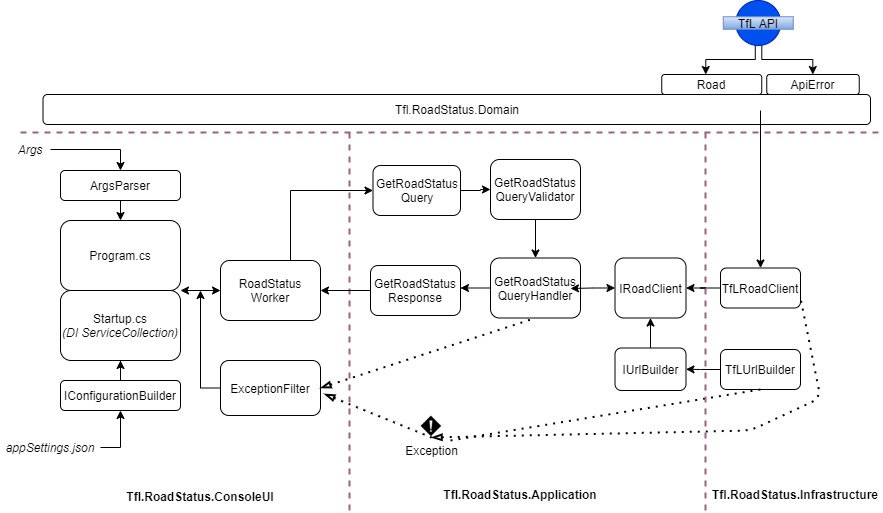 TfL API
Road
ApiError
Tfl.RoadStatus.Domain
Args
ArgsParser
GetRoadStatus
Query
GetRoadStatus
QueryValidator
Program.cs
RoadStatus
Worker
GetRoadStatus
Response
GetRoadStatus
QueryHandler
IRoadClient
TfLRoadClient
Startup.cs
(DI ServiceCollection)
ExceptionFilter
IUrlBuilder
TfLUrlBuilder
IConfigurationBuilder
!
Exception
appSettings.json
Tfl.RoadStatus.ConsoleUI
Tfl.RoadStatus.Application
Tfl.RoadStatus.Infrastructure